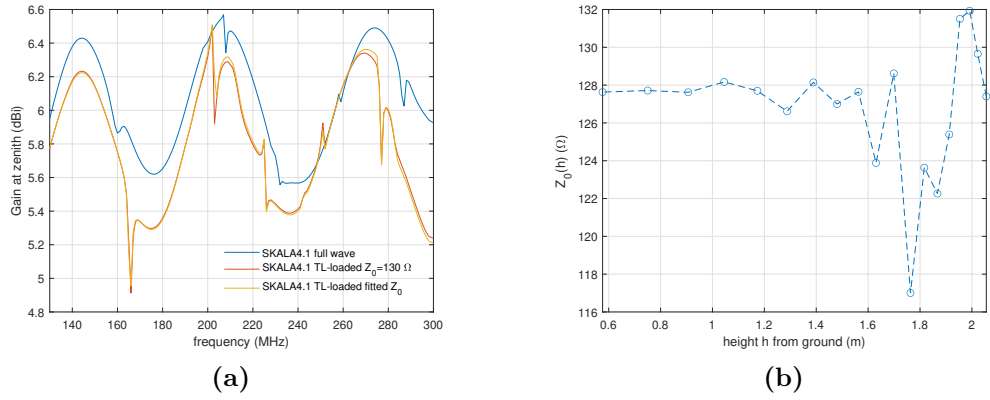 6.6
6.4
6.2
6
5.8
5.6
5.4
5.2
5
4.8
Gain at zenith (dBi)
SKALA4.1 full wave
SKALA4.1 TL-loaded Z_0=130 Ω
SKALA4.1 TL-loaded fitted Z_0
140 160 180 200 220 240 260 280 300
frequency (MHz)
(a)
132
130
128
126
124
122
120
118
116
Z_0(h) (Ω)
0.6 0.8 1 1.2 1.4 1.6 1.8 2
height h from ground (m)
(b)